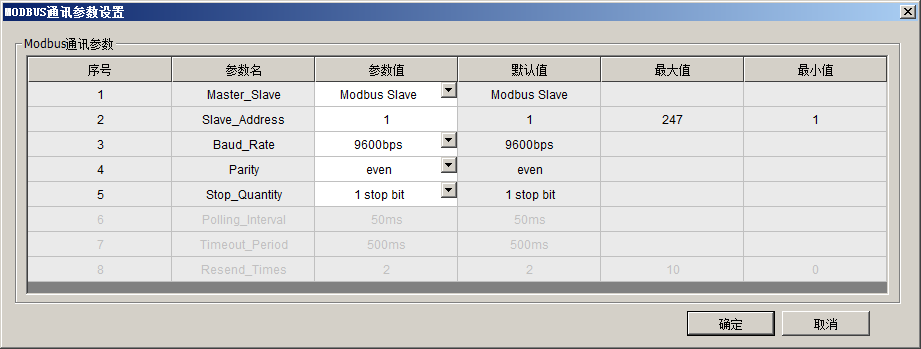 MODBUS通讯参数设置
Modbus通讯参数
序号 参数名 参数值 默认值 最大值 最小值
1 Master_Slave Modbus Slave Modbus Slave
2 Slave_Address 1 1 247 1
3 Baud_Rate 9600bps 9600bps
4 Parity even even
5 Stop_Quantity 1 stop bit 1 stop bit
6 Polling_Interval 50ms 50ms
7 Timeout_Period 500ms 500ms
8 Resend_Times 2 2 10 0
确定 取消